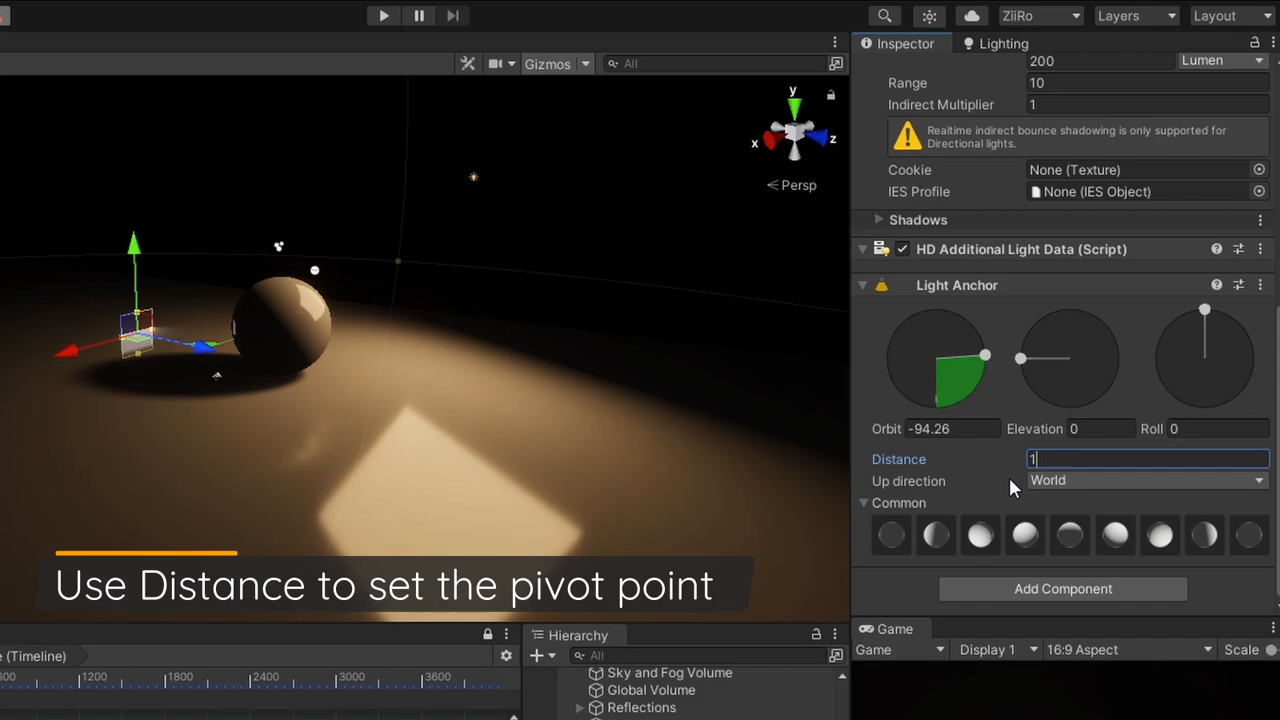 ZiiRo
Layers
Layout
Inspector
Lighting
Gizmos
All
200
Lumen
Range
10
Indirect Multiplier
1
Realtime indirect bounce shadowing is only supported for
Directional lights.
Cookie
None (Texture)
IES Profile
None (IES Object)
Shadows
HD Additional Light Data (Script)
Light Anchor
Orbit -94.26
Elevation 0
Roll 0
Distance
1
Up direction
World
Common
Add Component
y
x
z
Persp
Use Distance to set the pivot point
(Timeline)
1200
1800
2400
3000
3600
Hierarchy
All
Sky and Fog Volume
Global Volume
Reflections
Game
Game
Display 1
16:9 Aspect
Scale